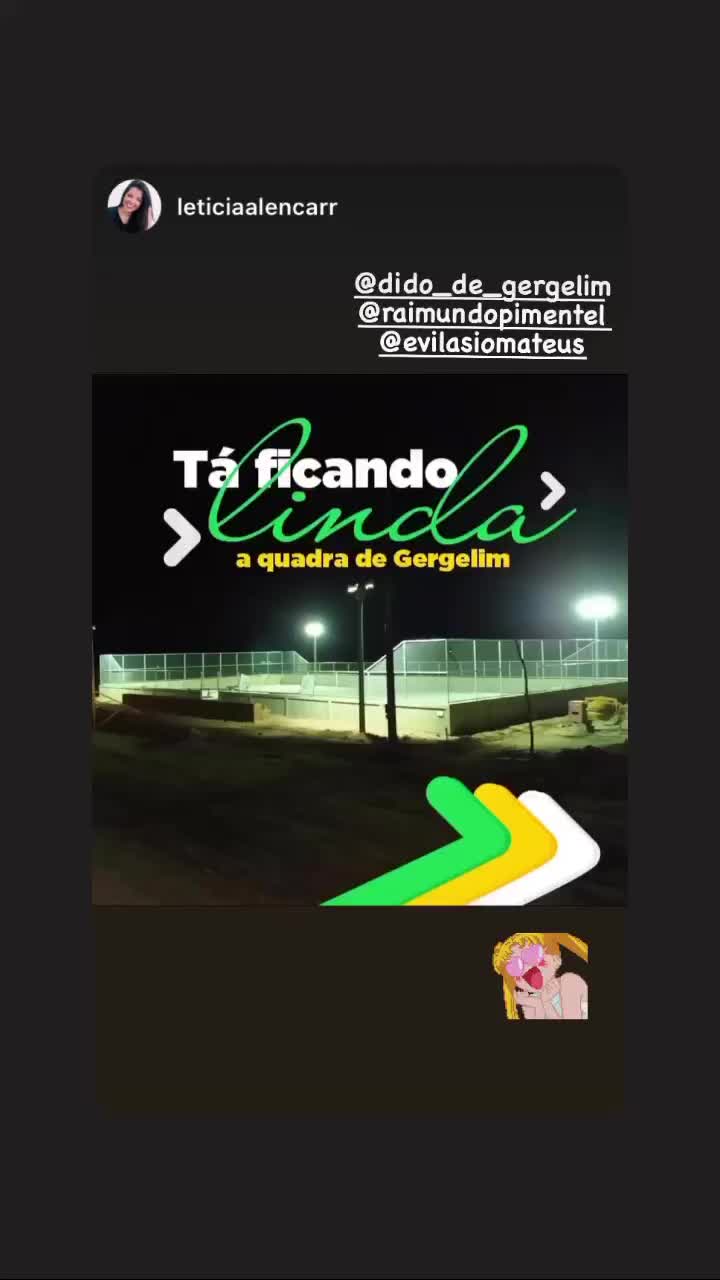 leticiaalencarr
@dido_de_gergelim
@raimundopimentel
@evilasiomateus
Tá ficando
linda
a quadra de Gergelim